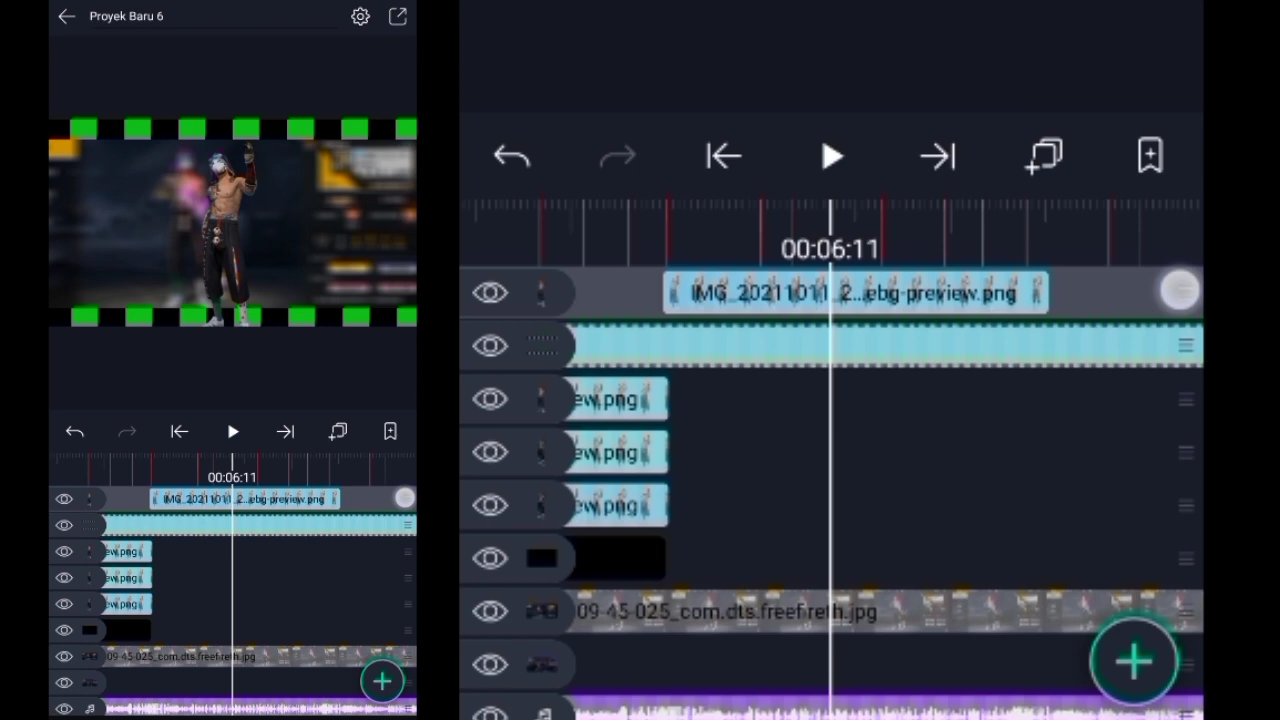 Proyek Baru 6
00:06:11
IMG_20211011_2...ebg-preview.png
ew.png
ew.png
ew.png
09-45-025_com.dts.freefireth.jpg
00:06:11
IMG_20211011_2...ebg-preview.png
ew.png
ew.png
ew.png
09-45-025_com.dts.freefireth.jpg